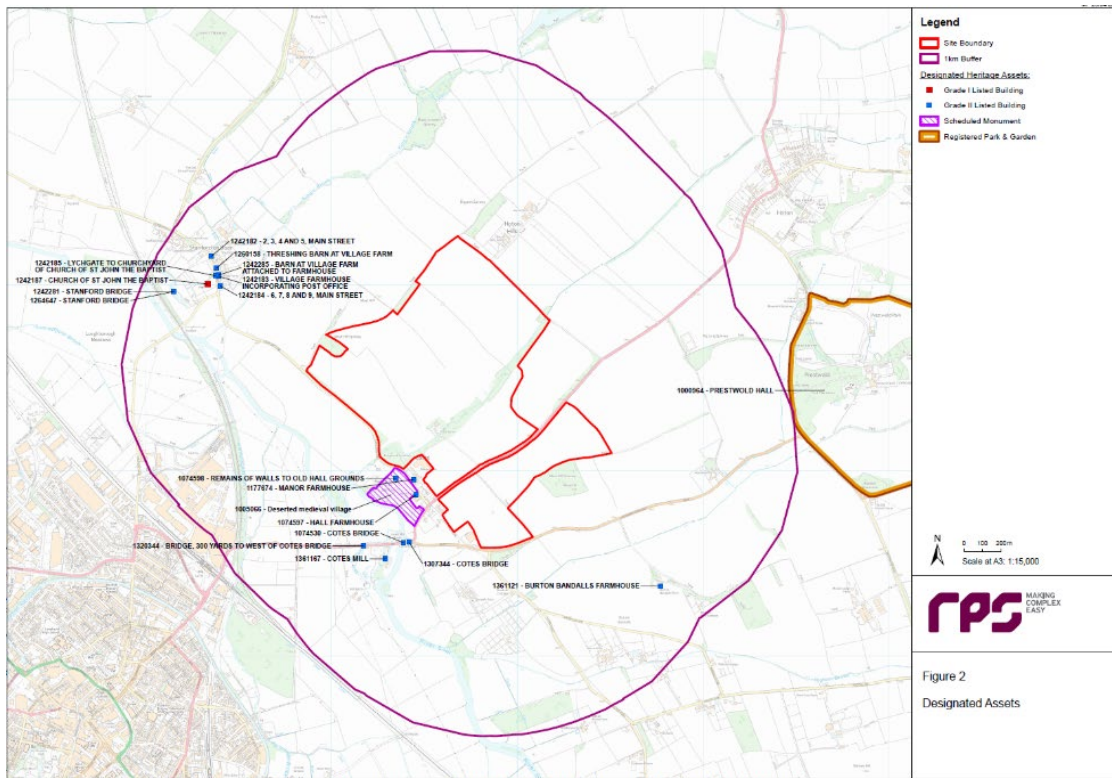 1242182 - 2, 3, 4 AND 5, MAIN STREET
1260158 - THRESHING BARN AT VILLAGE FARM
1242185 - LYCHGATE TO CHURCHYARD
OF CHURCH OF ST JOHN THE BAPTIST
1242285 - BARN AT VILLAGE FARM
ATTACHED TO FARMHOUSE
1242187 - CHURCH OF ST JOHN THE BAPTIST
1242183 - VILLAGE FARMHOUSE
INCORPORATING POST OFFICE
1242281 - STANFORD BRIDGE
1264647 - STANFORD BRIDGE
1242184 - 6, 7, 8 AND 9, MAIN STREET
1000964 - PRESTWOLD HALL
1074598 - REMAINS OF WALLS TO OLD HALL GROUNDS
1177674 - MANOR FARMHOUSE
1005066 - Deserted medieval village
1074597 - HALL FARMHOUSE
1074530 - COTES BRIDGE
1320344 - BRIDGE, 300 YARDS TO WEST OF COTES BRIDGE
1361167 - COTES MILL
1307344 - COTES BRIDGE
1361121 - BURTON BANDALLS FARMHOUSE
Legend
Site Boundary
1km Buffer
Designated Heritage Assets:
Grade I Listed Building
Grade II Listed Building
Scheduled Monument
Registered Park & Garden
N
0 100 200m
Scale at A3: 1:15,000
rps
MAKING
COMPLEX
EASY
Figure 2
Designated Assets